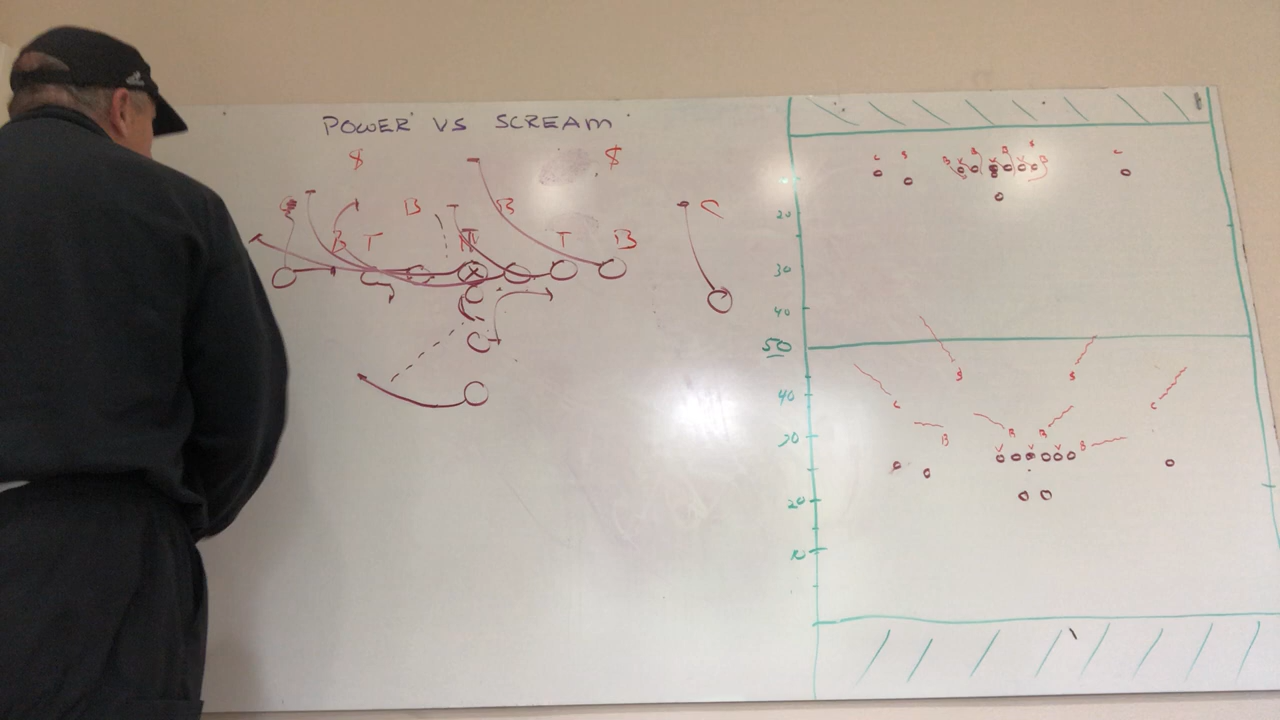 POWER VS SCREAM
$ $
B B C
B T N T B
20
30
40
50
40
30
20
10
C S B B B S B C
S S
C C
B B B B